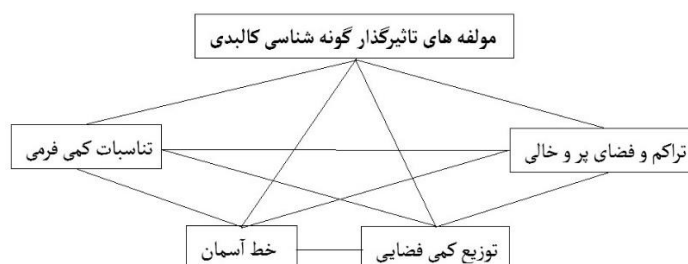 مولفه های تاثیرگذار گونه شناسی کالبدی
تراکم و فضای پر و خالی
تناسبات کمی فرمی
توزیع کمی فضایی
خط آسمان